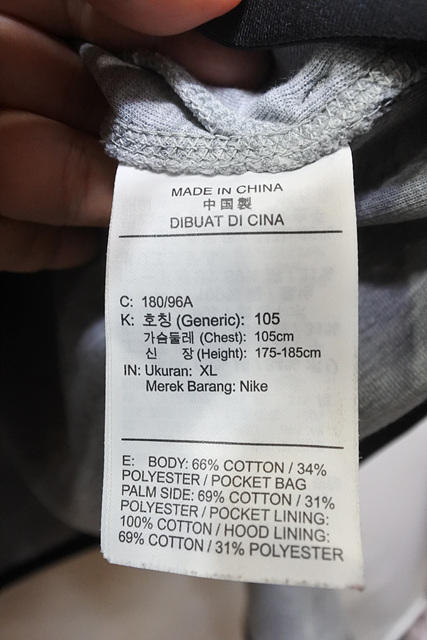 MADE IN CHINA
中国製
DIBUAT DI CINA
C: 180/96A
K: 호칭 (Generic): 105
가슴둘레 (Chest): 105cm
신 장 (Height): 175-185cm
IN: Ukuran: XL
Merek Barang: Nike
E: BODY: 66% COTTON / 34%
POLYESTER / POCKET BAG
PALM SIDE: 69% COTTON / 31%
POLYESTER / POCKET LINING:
100% COTTON / HOOD LINING:
69% COTTON / 31% POLYESTER